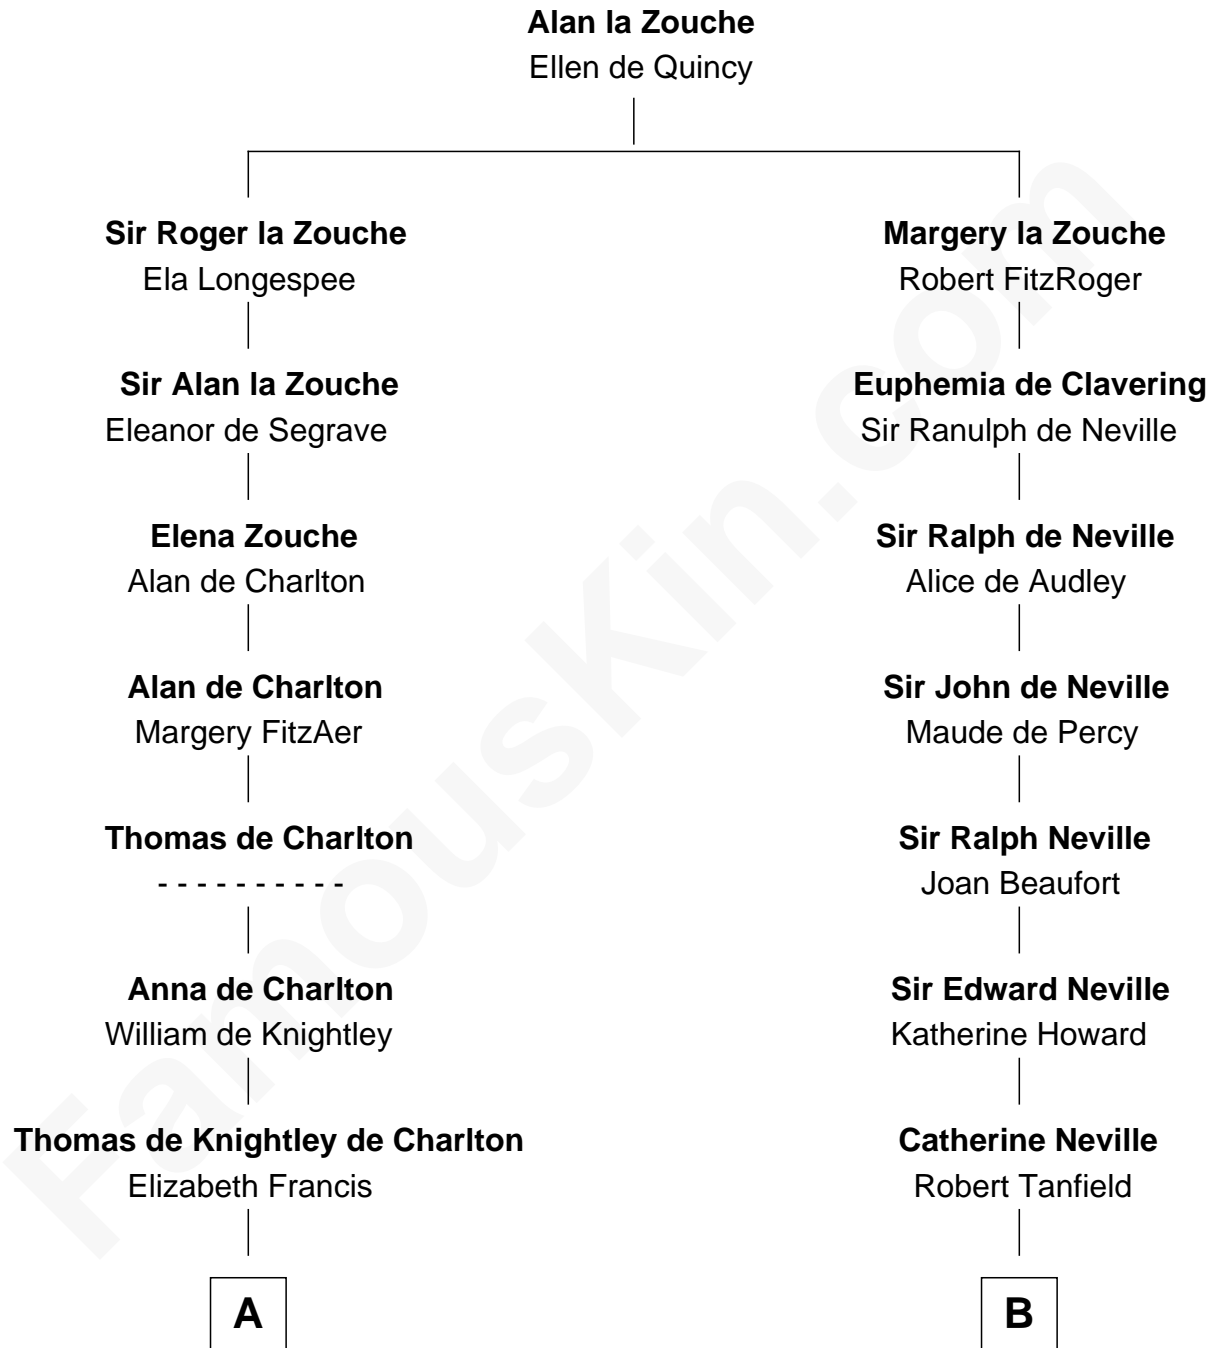 Alan la Zouche
Ellen de Quincy
Sir Roger la Zouche
Ela Longespee
Margery la Zouche
Robert FitzRoger
Sir Alan la Zouche
Eleanor de Segrave
Euphemia de Clavering
Sir Ranulph de Neville
Elena Zouche
Alan de Charlton
Sir Ralph de Neville
Alice de Audley
Alan de Charlton
Margery FitzAer
Sir John de Neville
Maude de Percy
Thomas de Charlton
- - - - - - - - - -
Sir Ralph Neville
Joan Beaufort
Anna de Charlton
William de Knightley
Sir Edward Neville
Katherine Howard
Thomas de Knightley de Charlton
Elizabeth Francis
Catherine Neville
Robert Tanfield
A
B
FamousKin.com